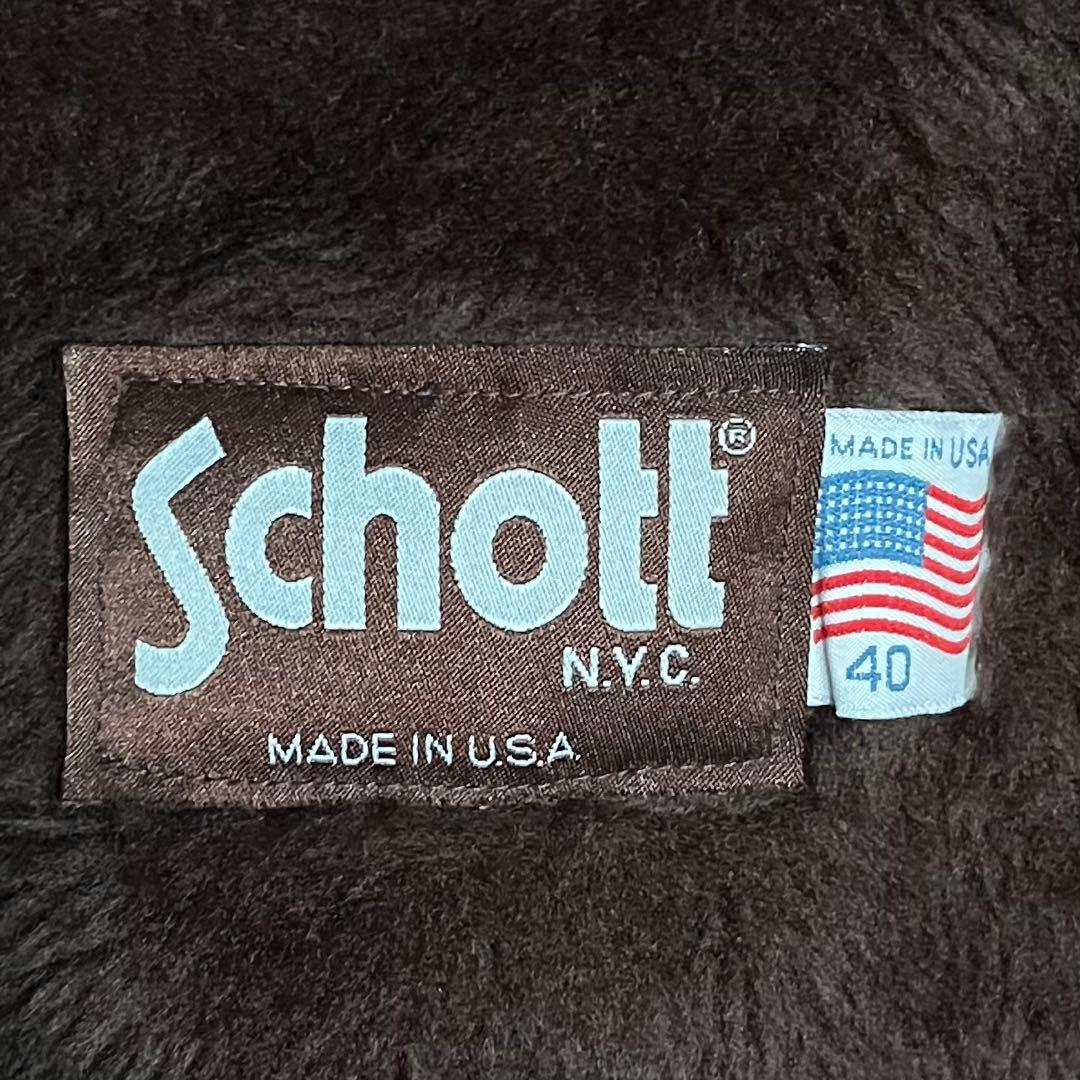 Schott®
N.Y.C.
MADE IN U.S.A.
MADE IN USA
40